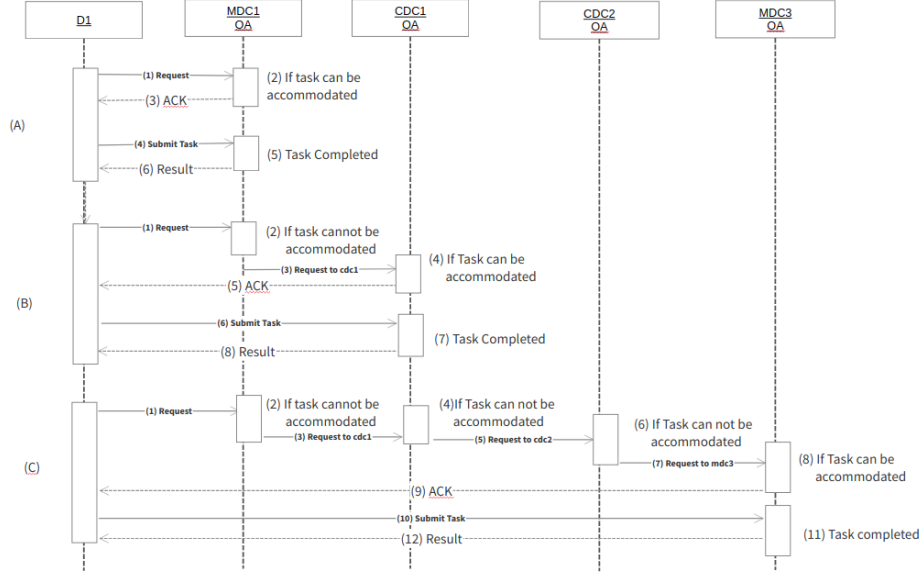 D1
MDC1
OA
CDC1
OA
CDC2
OA
MDC3
OA
(A)
(1) Request
(2) If task can be
accommodated
(3) ACK
(4) Submit Task
(5) Task Completed
(6) Result
(B)
(1) Request
(2) If task cannot be
accommodated
(3) Request to cdc1
(4) If Task can be
accommodated
(5) ACK
(6) Submit Task
(7) Task Completed
(8) Result
(C)
(1) Request
(2) If task cannot be
accommodated
(3) Request to cdc1
(4)If Task can not be
accommodated
(5) Request to cdc2
(6) If Task can not be
accommodated
(7) Request to mdc3
(8) If Task can be
accommodated
(9) ACK
(10) Submit Task
(11) Task completed
(12) Result